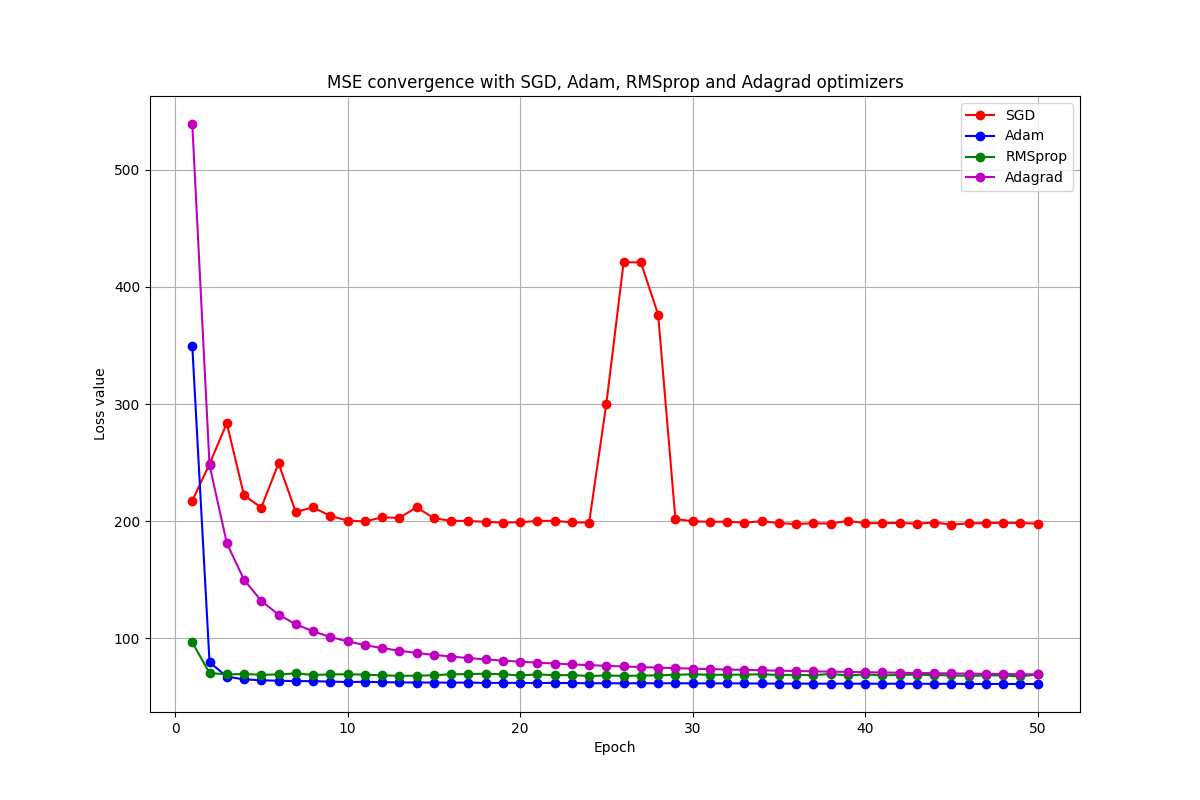 MSE convergence with SGD, Adam, RMSprop and Adagrad optimizers
SGD
Adam
RMSprop
Adagrad
500
400
300
200
100
Loss value
0 10 20 30 40 50
Epoch